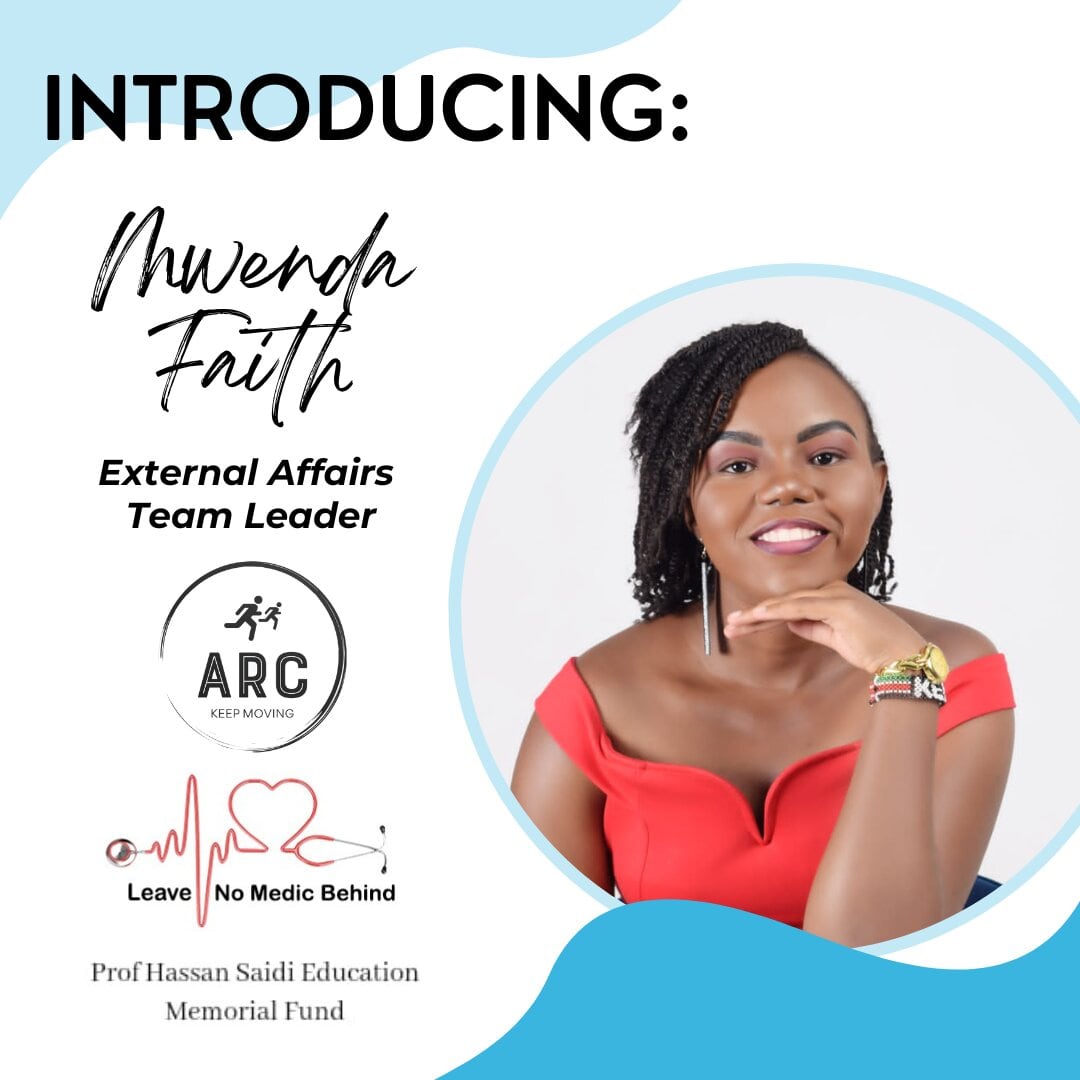 INTRODUCING:
Mwenda
Faith
External Affairs
Team Leader
ARC
KEEP MOVING
Leave No Medic Behind
Prof Hassan Saidi Education
Memorial Fund